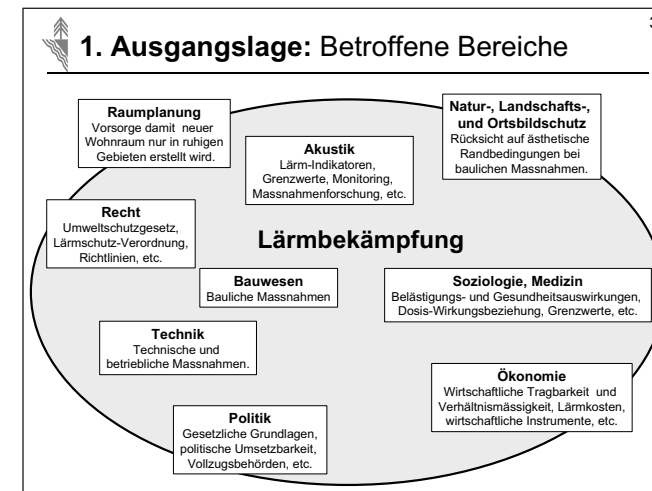 3
1. Ausgangslage: Betroffene Bereiche
Raumplanung
Vorsorge damit neuer
Wohnraum nur in ruhigen
Gebieten erstellt wird.
Akustik
Lärm-Indikatoren,
Grenzwerte, Monitoring,
Massnahmenforschung, etc.
Natur-, Landschafts-,
und Ortsbildschutz
Rücksicht auf ästhetische
Randbedingungen bei
baulichen Massnahmen.
Recht
Umweltschutzgesetz,
Lärmschutz-Verordnung,
Richtlinien, etc.
Lärmbekämpfung
Bauwesen
Bauliche Massnahmen
Soziologie, Medizin
Belästigungs- und Gesundheitsauswirkungen,
Dosis-Wirkungsbeziehung, Grenzwerte, etc.
Technik
Technische und
betriebliche Massnahmen.
Ökonomie
Wirtschaftliche Tragbarkeit und
Verhältnismässigkeit, Lärmkosten,
wirtschaftliche Instrumente, etc.
Politik
Gesetzliche Grundlagen,
politische Umsetzbarkeit,
Vollzugsbehörden, etc.